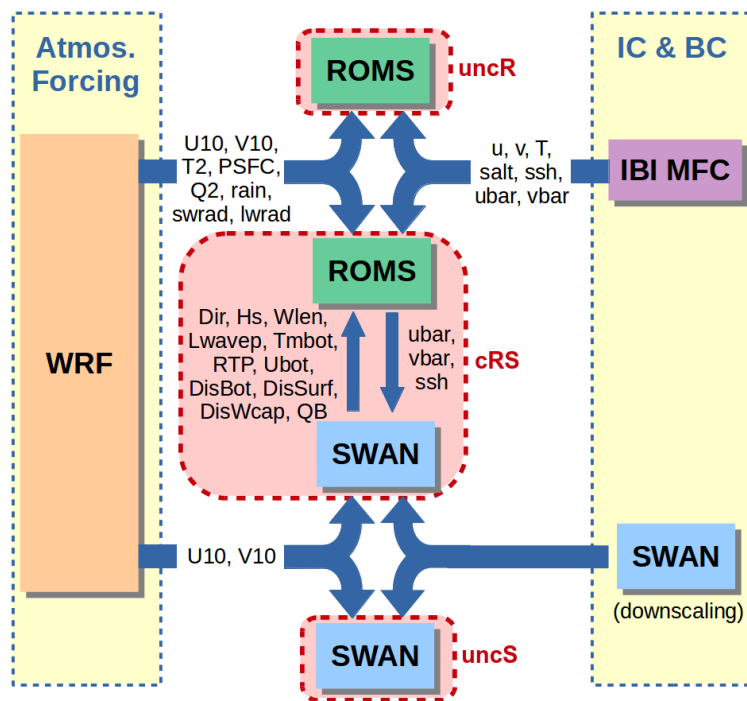 Atmos.
Forcing
ROMS
uncR
IC & BC
U10, V10,
T2, PSFC,
Q2, rain,
swrad, lwrad
u, v, T,
salt, ssh,
ubar, vbar
IBI MFC
WRF
ROMS
Dir, Hs, Wlen,
Lwavep, Tmbot,
RTP, Ubot,
DisBot, DisSurf,
DisWcap, QB
ubar,
vbar,
ssh
cRS
SWAN
U10, V10
SWAN
(downscaling)
SWAN
uncS